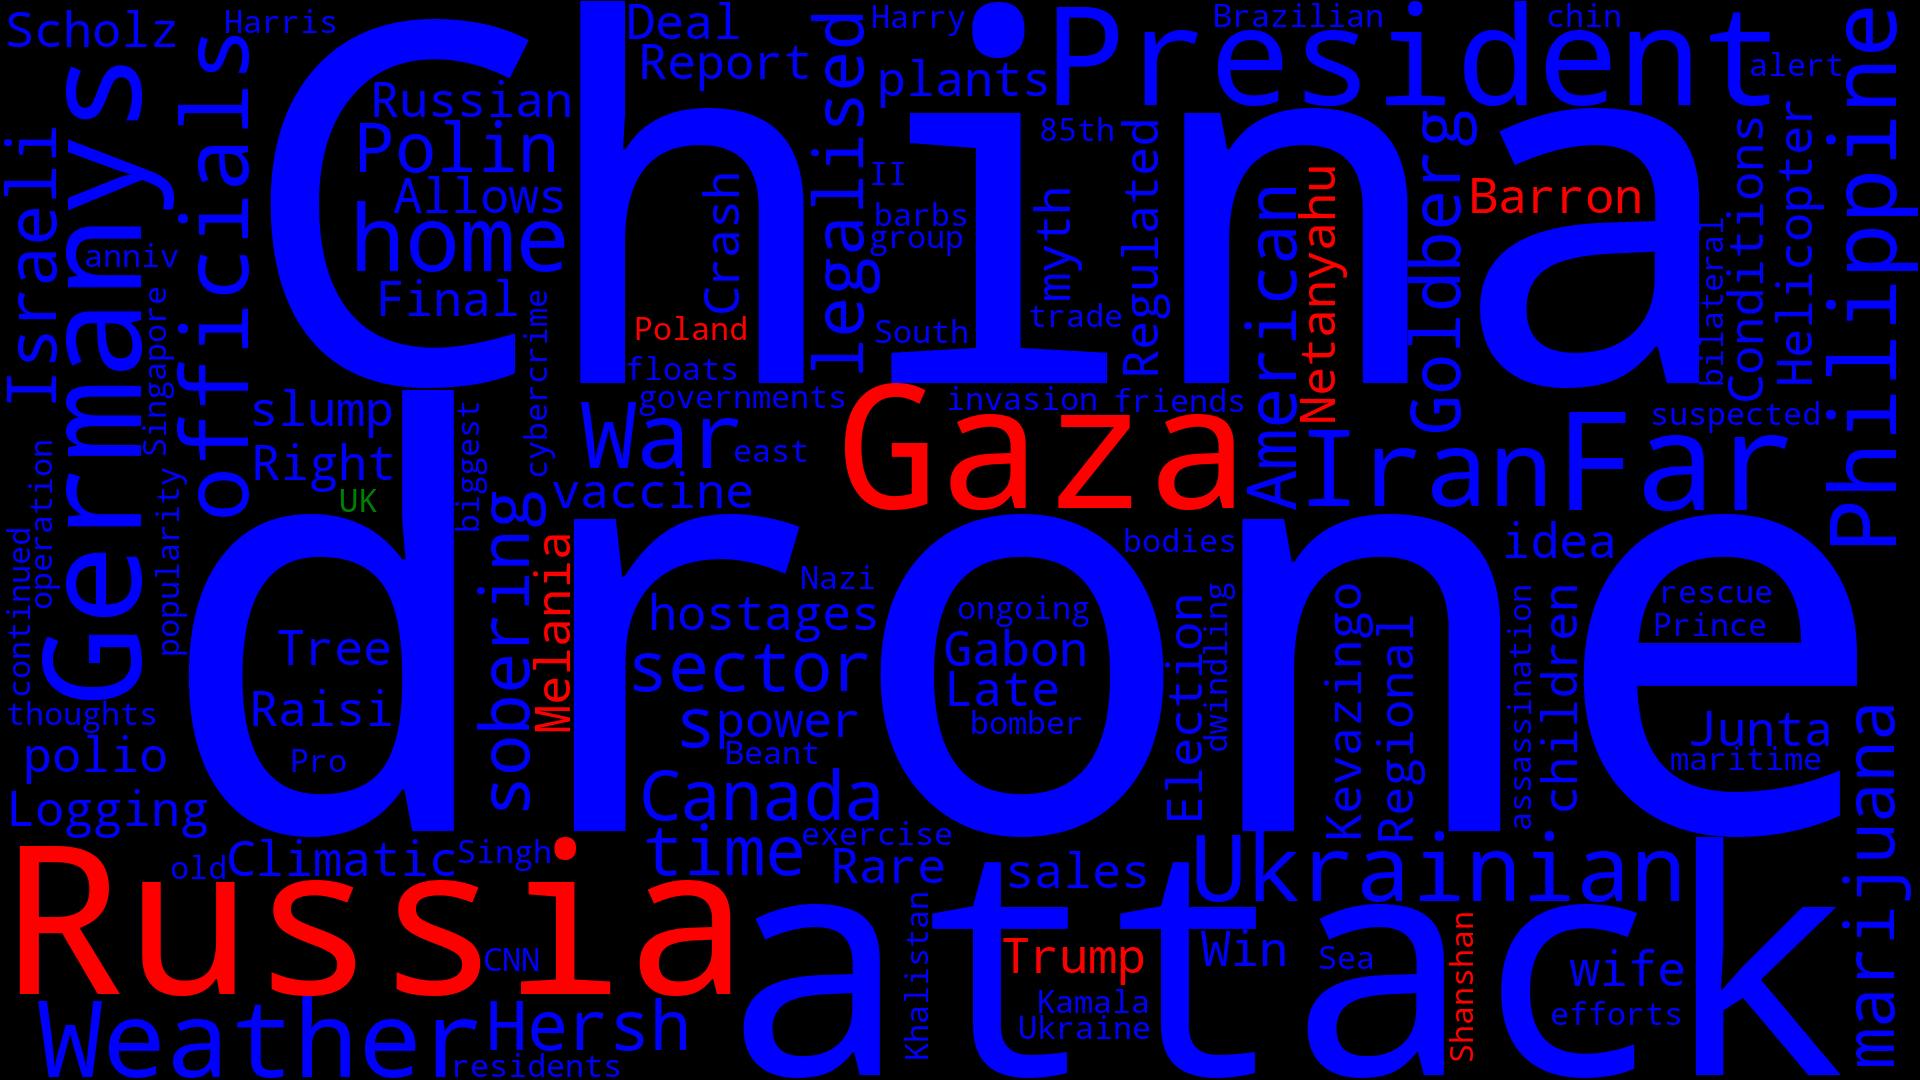 Scholz
Harris
Deal
Harry
President
Brazilian
chin
Report
legalised
plants
alert
Philippine
Germanys
officials
China
Russian
Polin
Allows
home
Final
Israeli
anniv
Singapore
cybercrime
Crash
Poland
floats
II
barbs
group
South
85th
myth
trade
Regulated
American
Netanyahu
Goldberg
Barron
bilateral
Conditions
Helicopter
governments
invasion
friends
suspected
slump
Right
UK
biggest
War
east
vaccine
Gaza
Iran
Far
operation
continued
popularity
drone
sobering
Melania
Nazi
hostages
sector
s
power
Beant
Canada
ongoing
Gabon
Late
bomber
bodies
Election
dwindling
Kevazingo
Regional
idea
assassination
children
rescue
Prince
Junta
maritime
thoughts
polio
Logging
Tree
Raisi
Pro
marijuana
time
exercise
Rare
old
Climatic
Singh
sales
Ukrainian
Russia
CNN
attack
Khalistan
Trump
Kamala
Ukraine
Win
Sea
Shanshan
wife
efforts
Weather
Hersh
residents